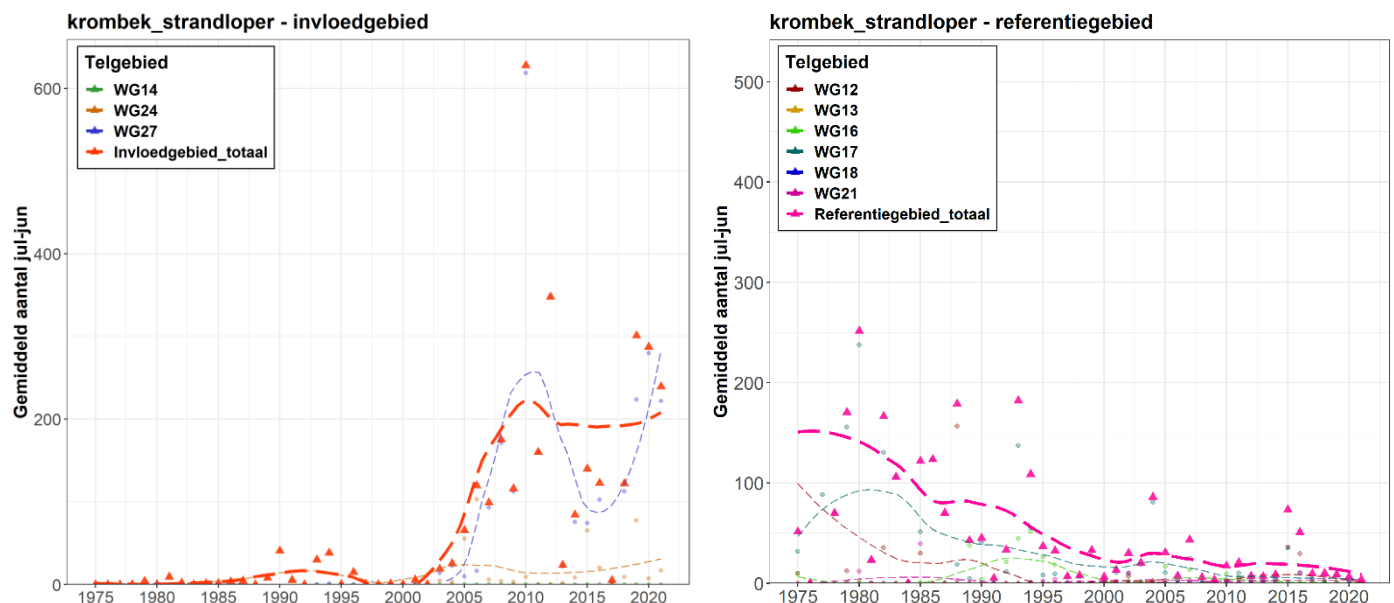 krombek_strandloper - invloedgebied
Telgebied
WG14
WG24
WG27
Invloedgebied_totaal
Gemiddeld aantal jul-jun
600
400
200
0
1975 1980 1985 1990 1995 2000 2005 2010 2015 2020
krombek_strandloper - referentiegebied
Telgebied
WG12
WG13
WG16
WG17
WG18
WG21
Referentiegebied_totaal
Gemiddeld aantal jul-jun
500
400
300
200
100
0
1975 1980 1985 1990 1995 2000 2005 2010 2015 2020